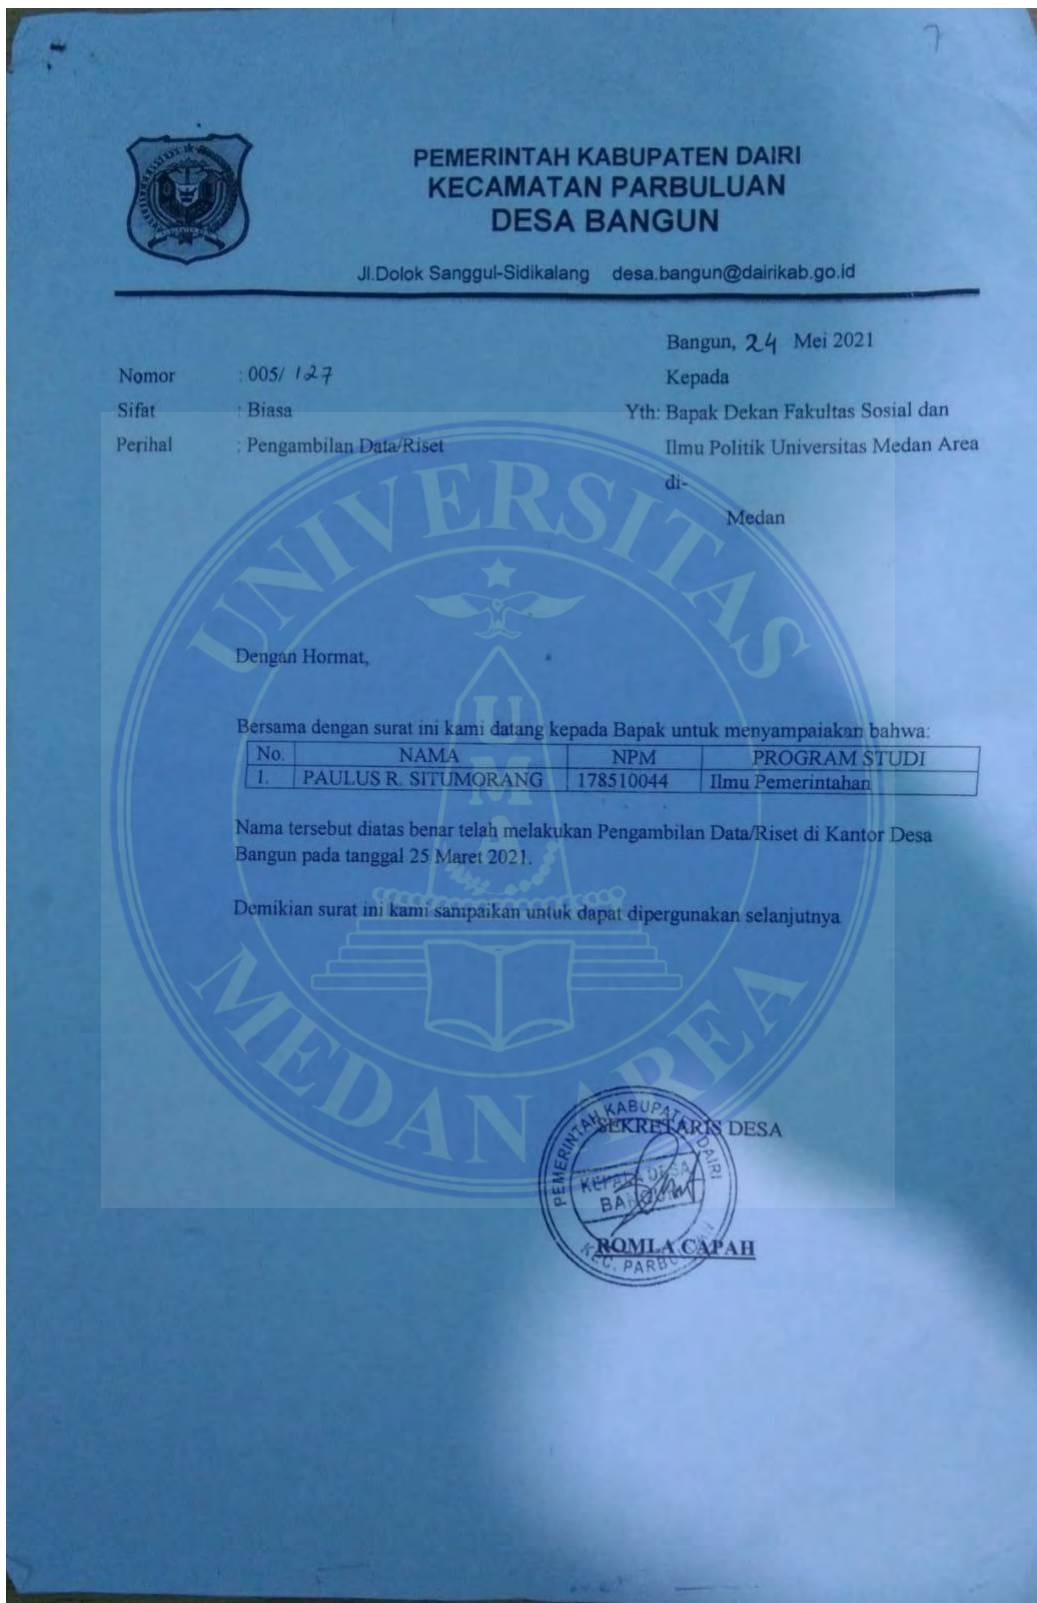 7
PEMERINTAH KABUPATEN DAIRI
KECAMATAN PARBULUAN
DESA BANGUN
Jl.Dolok Sanggul-Sidikalang desa.bangun@dairikab.go.id
Bangun, 24 Mei 2021
Nomor : 005/ 127
Kepada
Sifat : Biasa
Yth: Bapak Dekan Fakultas Sosial dan
Perihal : Pengambilan Data/Riset
Ilmu Politik Universitas Medan Area
di-
Medan
UNIVERSITAS
Dengan Hormat,
Bersama dengan surat ini kami datang kepada Bapak untuk menyampaiakan bahwa:
No. NAMA NPM PROGRAM STUDI
1. PAULUS R. SITUMORANG 178510044 Ilmu Pemerintahan
UMA
Nama tersebut diatas benar telah melakukan Pengambilan Data/Riset di Kantor Desa
Bangun pada tanggal 25 Maret 2021.
Demikian surat ini kami sampaikan untuk dapat dipergunakan selanjutnya
MEDAN AREA
SEKRETARIS DESA
PEMERINTAH KABUPATEN DAIRI
KEPALA DESA
BANGUN
KEC. PARBULUAN
ROMLA CAPAH